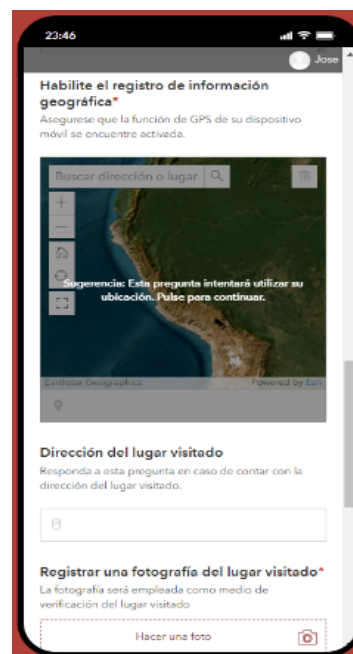 23:46
Jose
Habilite el registro de información
geográfica*
Asegurese que la función de GPS de su dispositivo
móvil se encuentre activada.
Buscar dirección o lugar
Sugerencia: Esta pregunta intentará utilizar su
ubicación. Pulse para continuar.
Earthstar Geographics
Powered by Esri
Dirección del lugar visitado
Responda a esta pregunta en caso de contar con la
dirección del lugar visitado.
Registrar una fotografía del lugar visitado*
La fotografía será empleada como medio de
verificación del lugar visitado
Hacer una foto